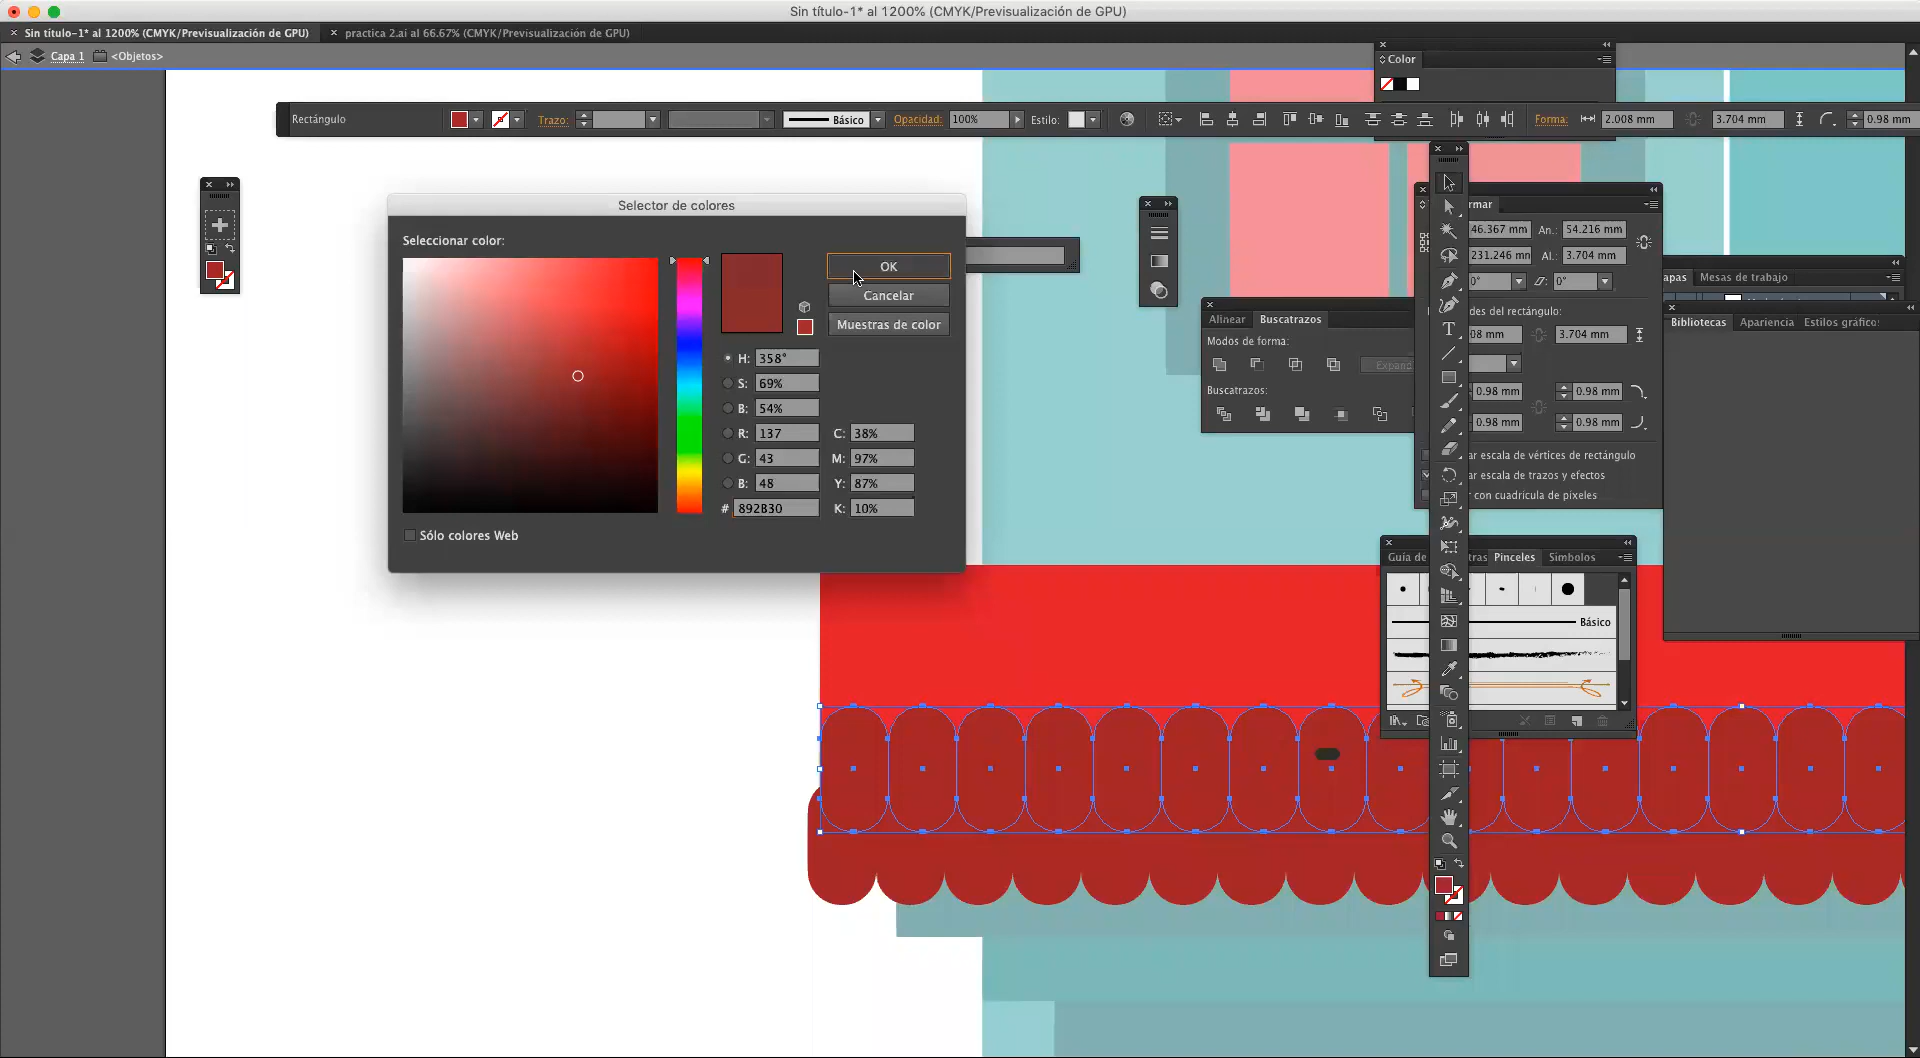 Sin título-1* al 1200% (CMYK/Previsualización de GPU)
Sin título-1* al 1200% (CMYK/Previsualización de GPU)
practica 2.ai al 66.67% (CMYK/Previsualización de GPU)
Capa 1
<Objetos>
Color
Rectángulo
Trazo:
Básico
Opacidad:
100%
Estilo:
Forma:
2.008 mm
3.704 mm
0.98 mm
Selector de colores
Seleccionar color:
OK
Cancelar
Muestras de color
H: 358°
S: 69%
B: 54%
R: 137
C: 38%
G: 43
M: 97%
B: 48
Y: 87%
# 892B30
K: 10%
Sólo colores Web
rmar
46.367 mm
An.: 54.216 mm
231.246 mm
Al.: 3.704 mm
0°
0°
des del rectángulo:
08 mm
3.704 mm
0.98 mm
0.98 mm
0.98 mm
0.98 mm
ar escala de vértices de rectángulo
ar escala de trazos y efectos
r con cuadrícula de píxeles
Alinear
Buscatrazos
Modos de forma:
Expand
Buscatrazos:
apas
Mesas de trabajo
Bibliotecas
Apariencia
Estilos gráfico:
Guía de
tras
Pinceles
Símbolos
Básico